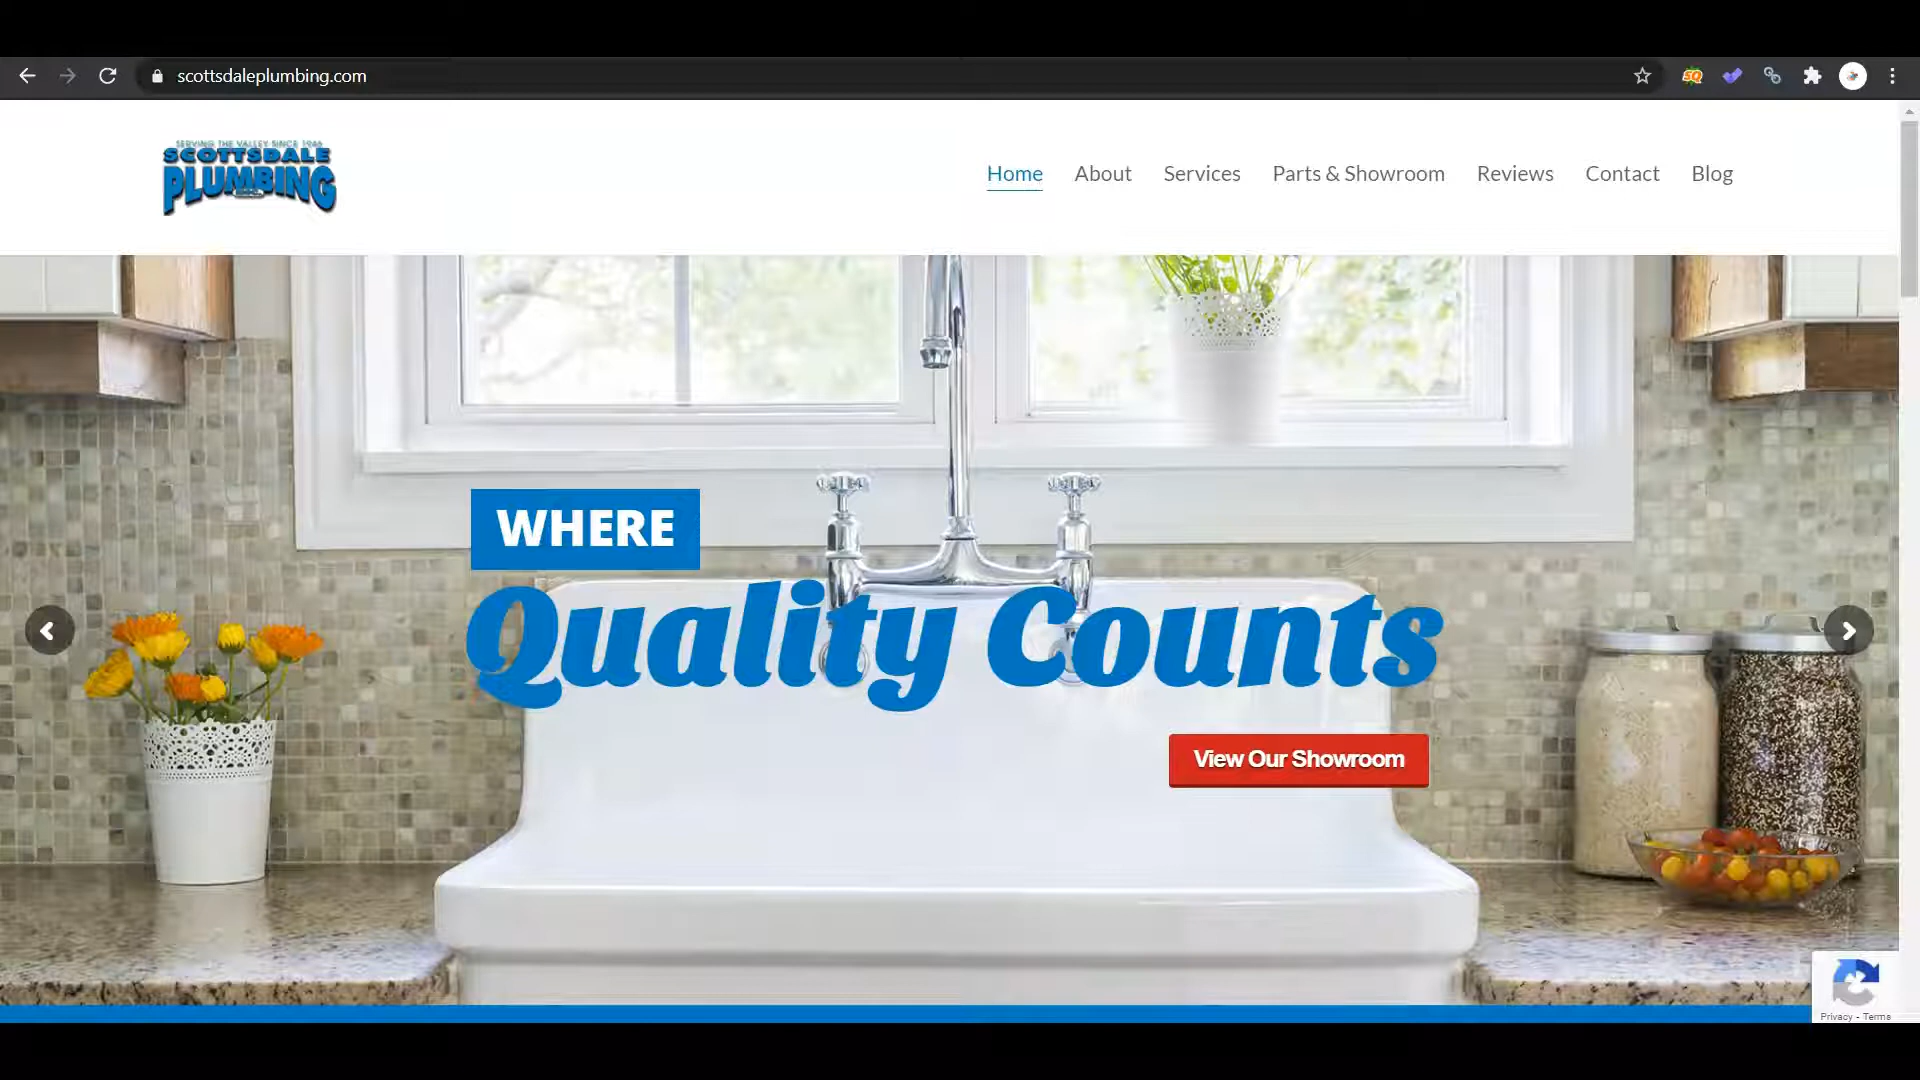 scottsdaleplumbing.com
SERVING THE VALLEY SINCE 1946
SCOTTSDALE
PLUMBING
Home About Services Parts & Showroom Reviews Contact Blog
WHERE
Quality Counts
View Our Showroom
Privacy - Terms